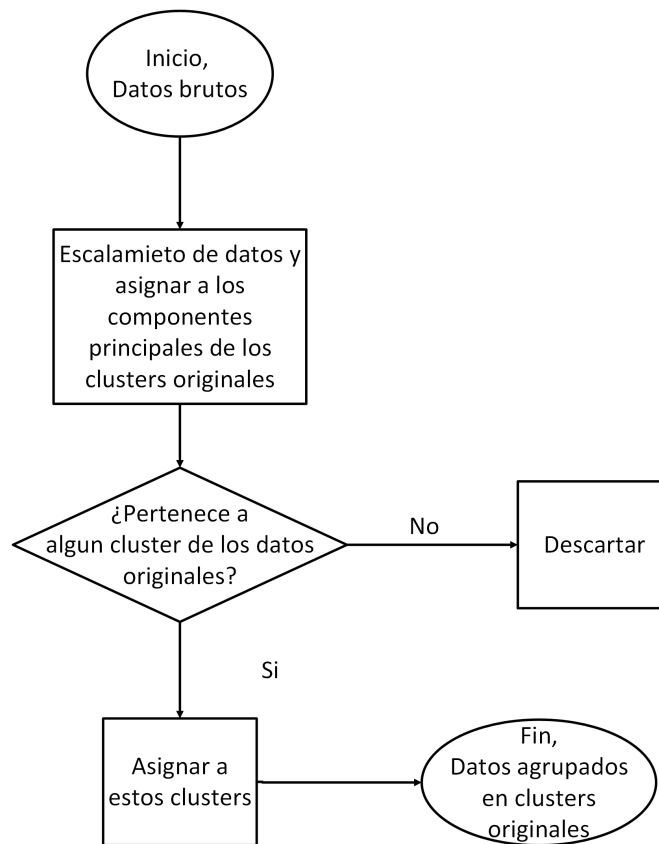 Inicio,
Datos brutos
Escalamieto de datos y
asignar a los
componentes
principales de los
clusters originales
¿Pertenece a
algun cluster de los datos
originales?
No
Descartar
Si
Asignar a
estos clusters
Fin,
Datos agrupados
en clusters
originales